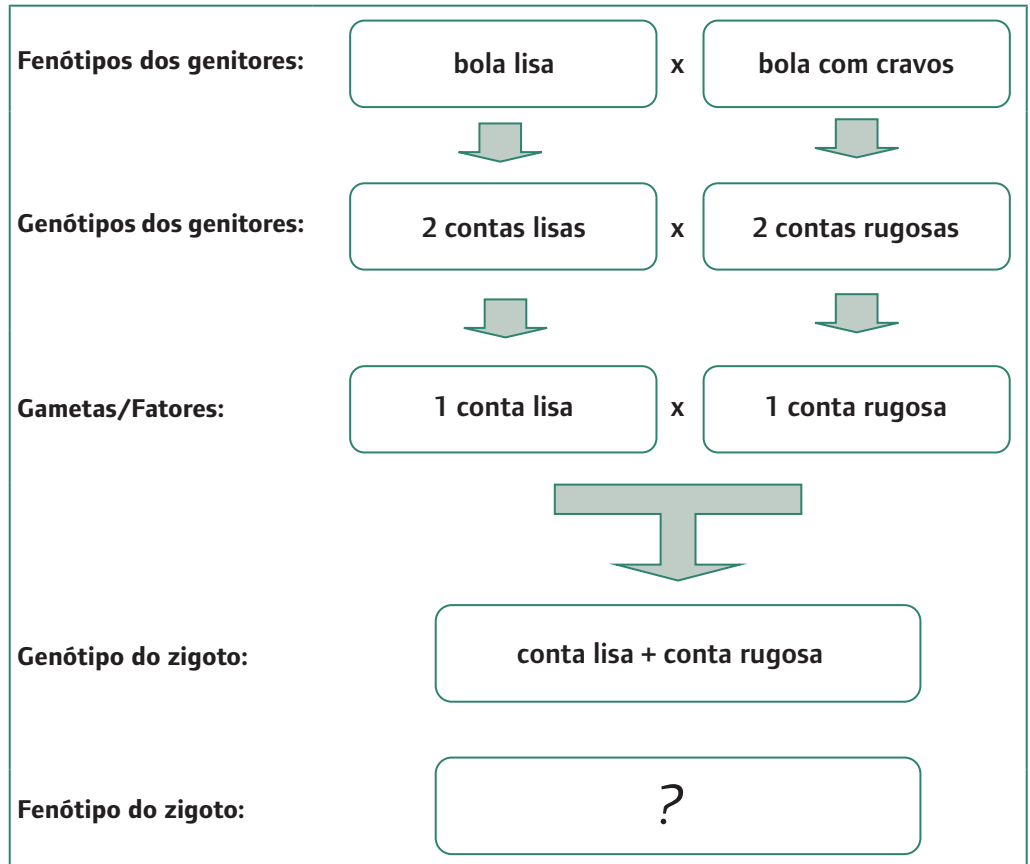 Fenótipos dos genitores: bola lisa x bola com cravos
Genótipos dos genitores: 2 contas lisas x 2 contas rugosas
Gametas/Fatores: 1 conta lisa x 1 conta rugosa
Genótipo do zigoto: conta lisa + conta rugosa
Fenótipo do zigoto: ?